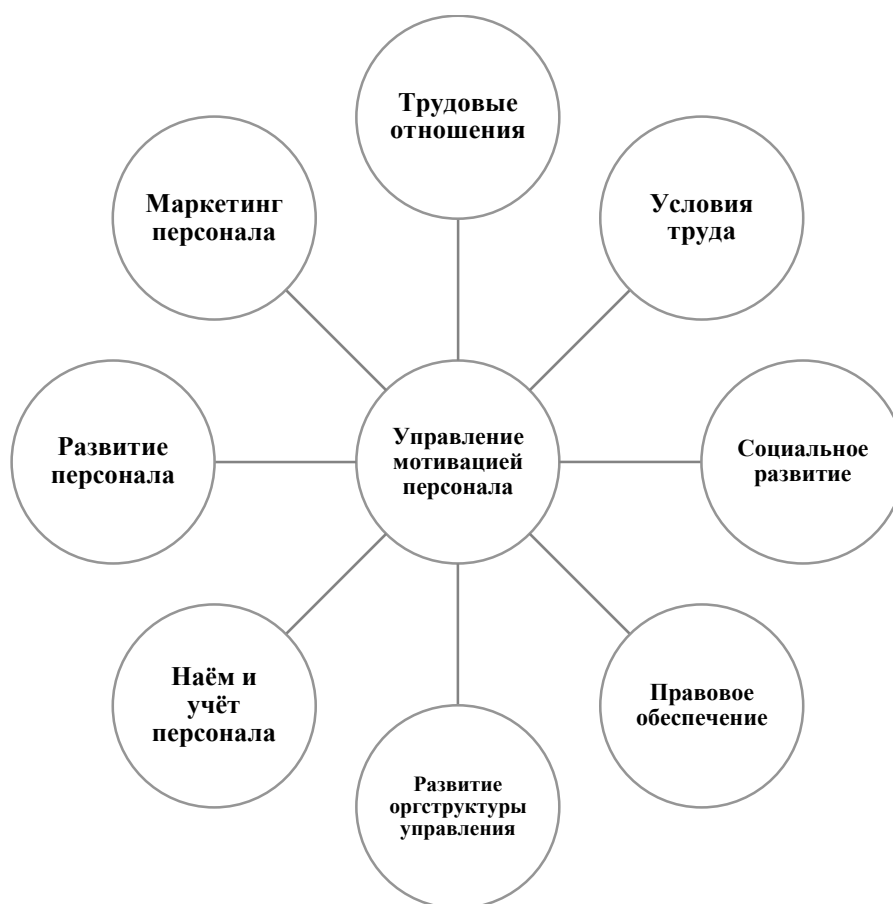 Трудовые
отношения
Маркетинг
персонала
Условия
труда
Развитие
персонала
Управление
мотивацией
персонала
Социальное
развитие
Наём и
учёт
персонала
Правовое
обеспечение
Развитие
оргструктуры
управления